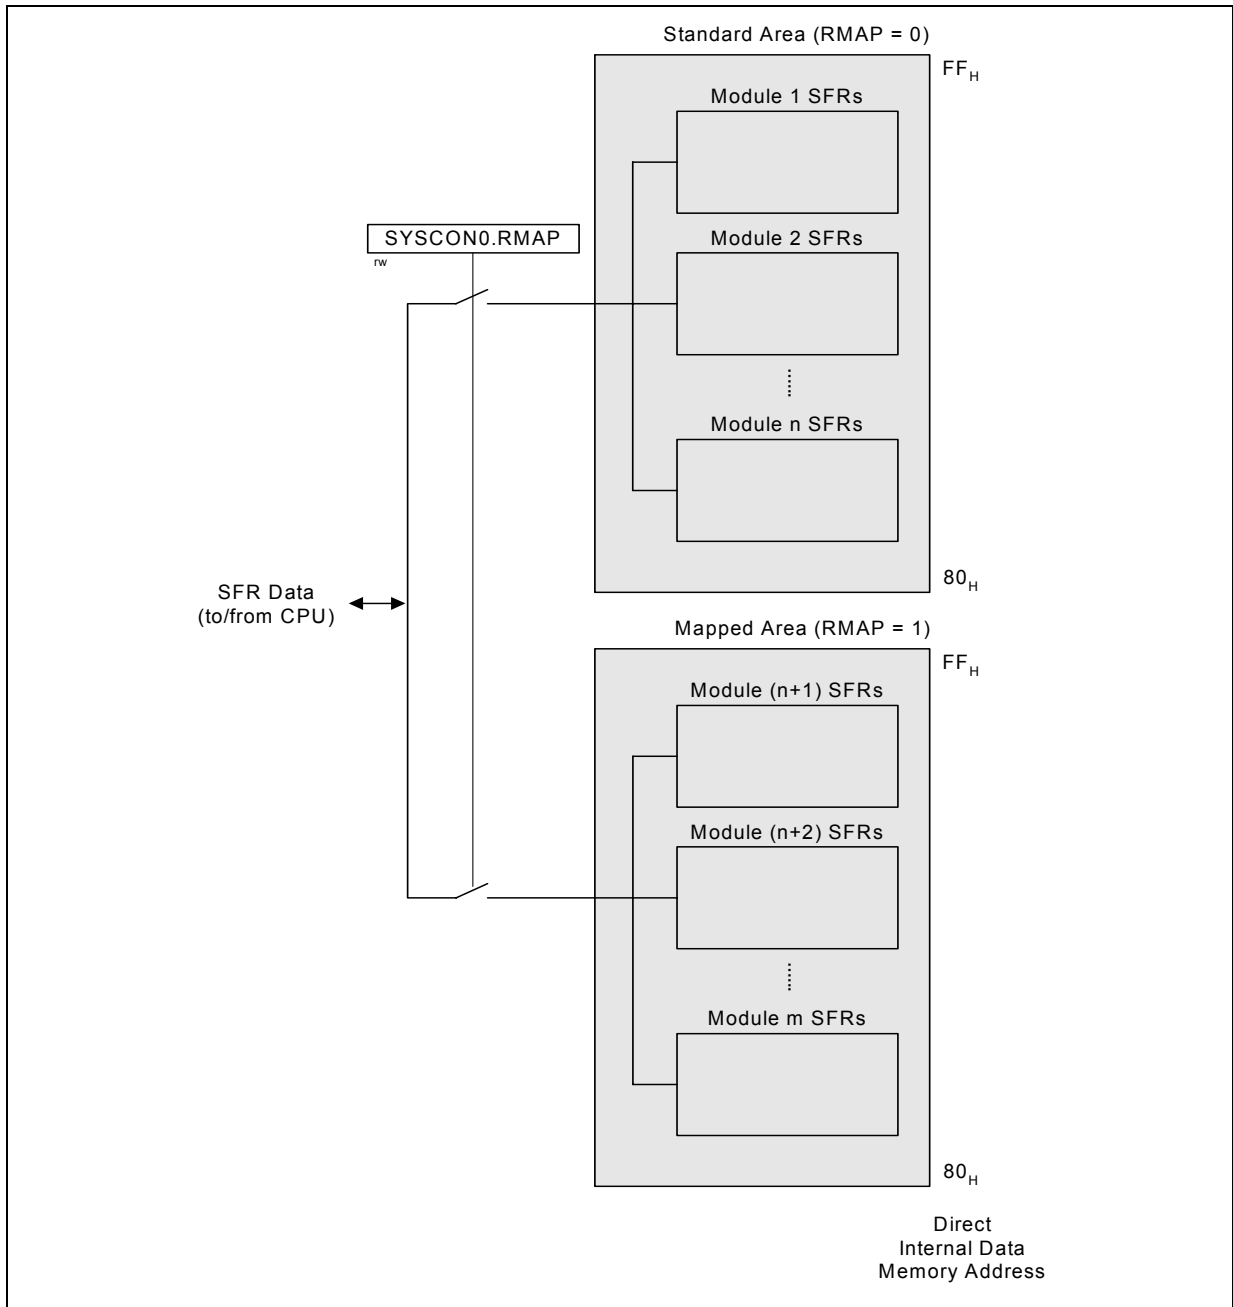 Standard Area (RMAP = 0)
FFH
Module 1 SFRs
SYSCON0.RMAP
rw
Module 2 SFRs
Module n SFRs
80H
SFR Data
(to/from CPU)
Mapped Area (RMAP = 1)
FFH
Module (n+1) SFRs
Module (n+2) SFRs
Module m SFRs
80H
Direct
Internal Data
Memory Address